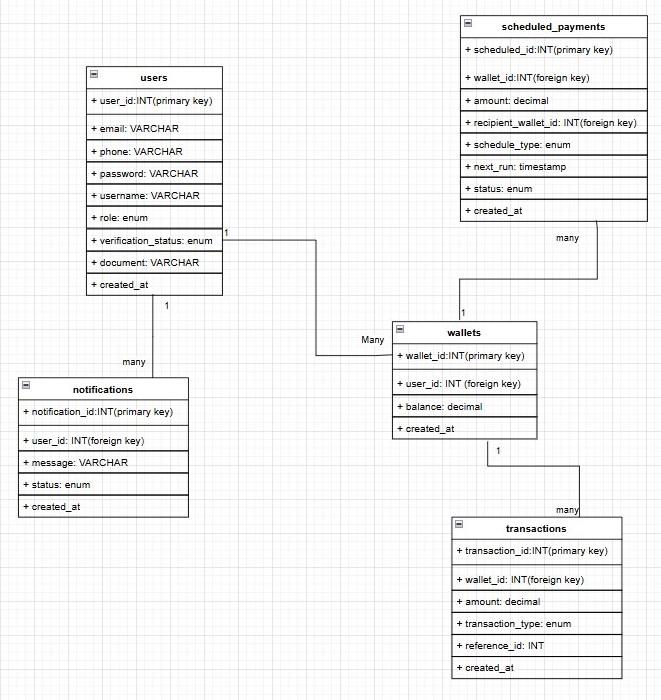 scheduled_payments
+ scheduled_id:INT(primary key)
+ wallet_id:INT(foreign key)
+ amount: decimal
+ recipient_wallet_id: INT(foreign key)
+ schedule_type: enum
+ next_run: timestamp
+ status: enum
+ created_at
many
1
users
+ user_id:INT(primary key)
+ email: VARCHAR
+ phone: VARCHAR
+ password: VARCHAR
+ username: VARCHAR
+ role: enum
+ verification_status: enum
+ document: VARCHAR
+ created_at
1
Many
1
many
wallets
+ wallet_id:INT(primary key)
+ user_id: INT (foreign key)
+ balance: decimal
+ created_at
1
many
notifications
+ notification_id:INT(primary key)
+ user_id: INT(foreign key)
+ message: VARCHAR
+ status: enum
+ created_at
transactions
+ transaction_id:INT(primary key)
+ wallet_id: INT(foreign key)
+ amount: decimal
+ transaction_type: enum
+ reference_id: INT
+ created_at